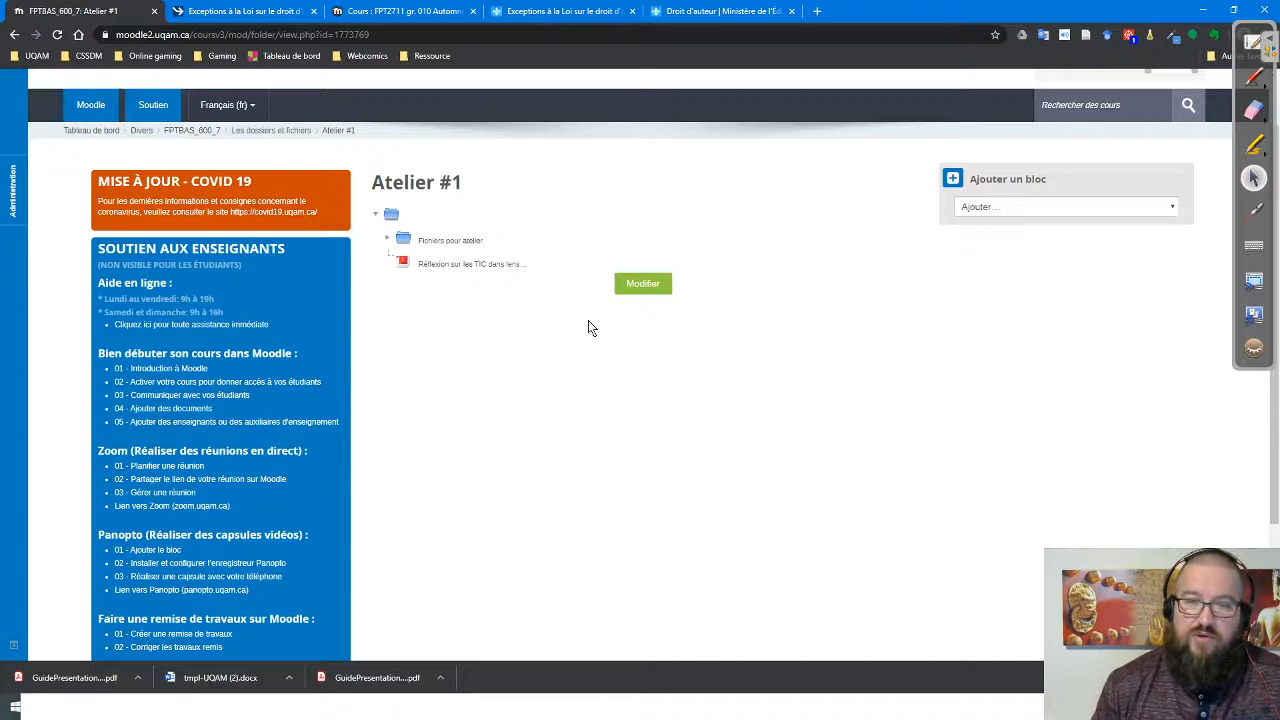 FPTBAS_600_7: Atelier #1
Exceptions à la Loi sur le droit d'
Cours : FPT2711 gr. 010 Automn
Exceptions à la Loi sur le droit d'
Droit d'auteur | Ministère de l'Éd
moodle2.uqam.ca/coursv3/mod/folder/view.php?id=1773769
UQAM
CSSDM
Online gaming
Gaming
Tableau de bord
Webcomics
Ressource
Autres favo
Moodle
Soutien
Français (fr)
Rechercher des cours
Tableau de bord
Divers
FPTBAS_600_7
Les dossiers et fichiers
Atelier #1
Administration
MISE À JOUR - COVID 19
Pour les dernières informations et consignes concernant le
coronavirus, veuillez consulter le site https://covid19.uqam.ca/
SOUTIEN AUX ENSEIGNANTS
(NON VISIBLE POUR LES ÉTUDIANTS)
Aide en ligne :
* Lundi au vendredi: 9h à 19h
* Samedi et dimanche: 9h à 16h
Cliquez ici pour toute assistance immédiate
Bien débuter son cours dans Moodle :
01 - Introduction à Moodle
02 - Activer votre cours pour donner accès à vos étudiants
03 - Communiquer avec vos étudiants
04 - Ajouter des documents
05 - Ajouter des enseignants ou des auxiliaires d'enseignement
Zoom (Réaliser des réunions en direct) :
01 - Planifier une réunion
02 - Partager le lien de votre réunion sur Moodle
03 - Gérer une réunion
Lien vers Zoom (zoom.uqam.ca)
Panopto (Réaliser des capsules vidéos) :
01 - Ajouter le bloc
02 - Installer et configurer l'enregistreur Panopto
03 - Réaliser une capsule avec votre téléphone
Lien vers Panopto (panopto.uqam.ca)
Faire une remise de travaux sur Moodle :
01 - Créer une remise de travaux
02 - Corriger les travaux remis
Atelier #1
Fichiers pour atelier
Réflexion sur les TIC dans lens...
Modifier
Ajouter un bloc
Ajouter...
GuidePresentation....pdf
tmpl-UQAM (2).docx
GuidePresentation....pdf